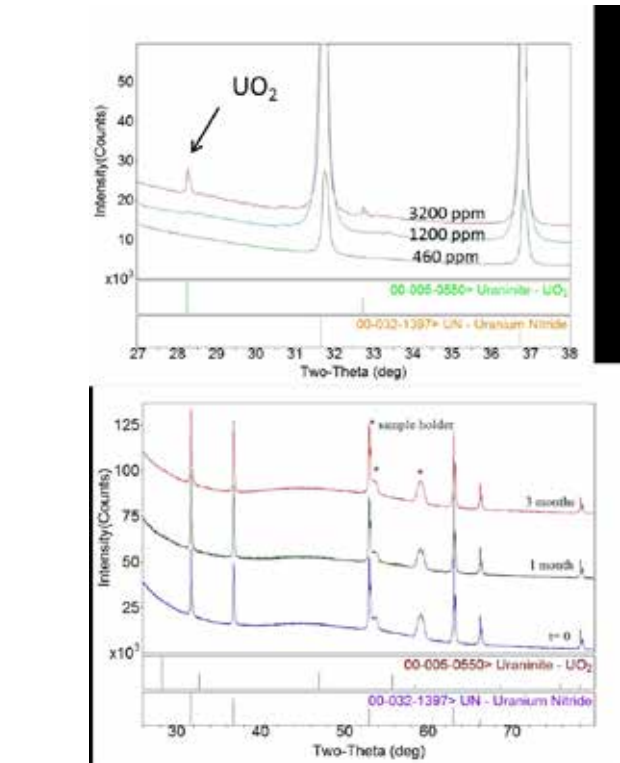 UO₂
50
40
30
20
10
x10³
Intensity(Counts)
3200 ppm
1200 ppm
460 ppm
00-005-0550> Uraninite - UO₂
00-032-1397> UN - Uranium Nitride
27 28 29 30 31 32 33 34 35 36 37 38
Two-Theta (deg)
125
100
75
50
25
x10³
Intensity(Counts)
* sample holder
* *
3 months
1 month
t= 0
00-005-0550> Uraninite - UO₂
00-032-1397> UN - Uranium Nitride
30 40 50 60 70
Two-Theta (deg)